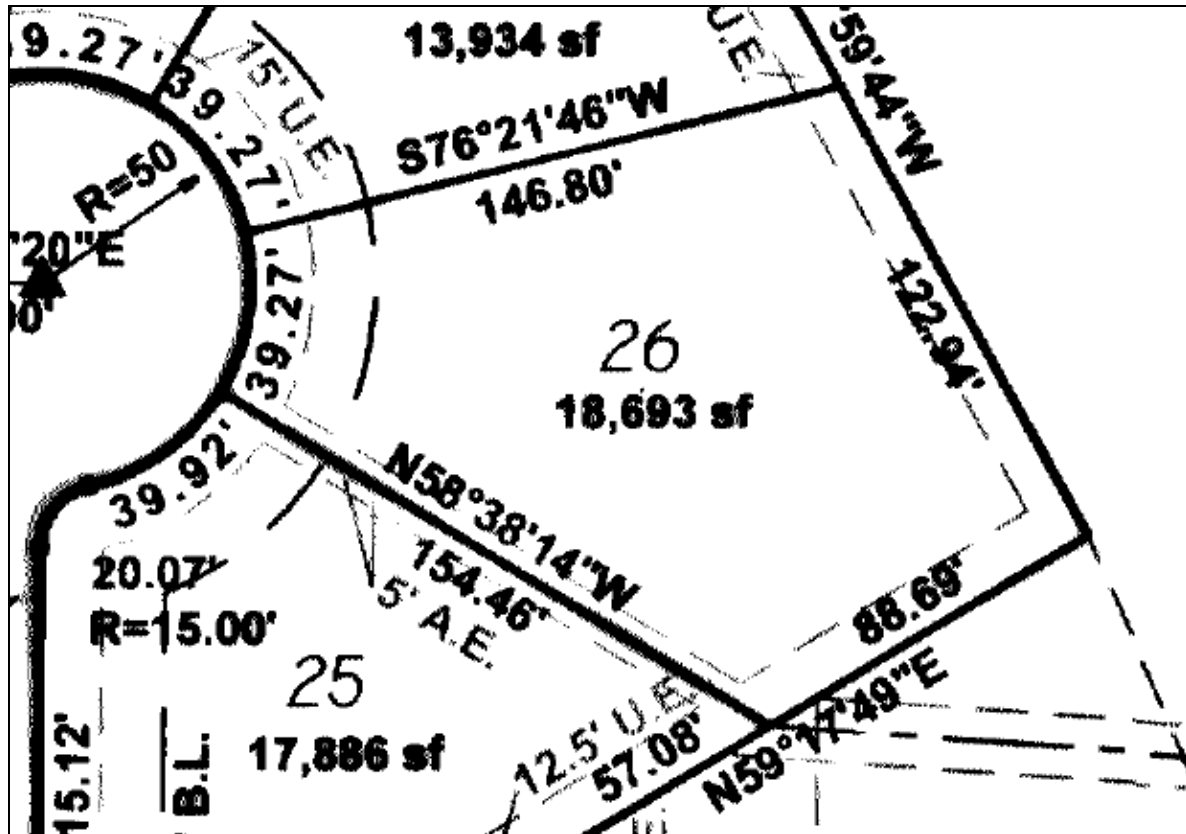 9.27'
39.27'
15' U.E.
13,934 sf
U.E.
°59'44"W
S76°21'46"W
146.80'
R=50
'20"E
00'
39.27'
122.94'
26
18,693 sf
39.92'
N58°38'14"W
154.46'
5' A.E.
20.07'
R=15.00'
88.69'
N59°17'49"E
25
17,886 sf
12.5' U.E.
57.08'
15.12'
B.L.